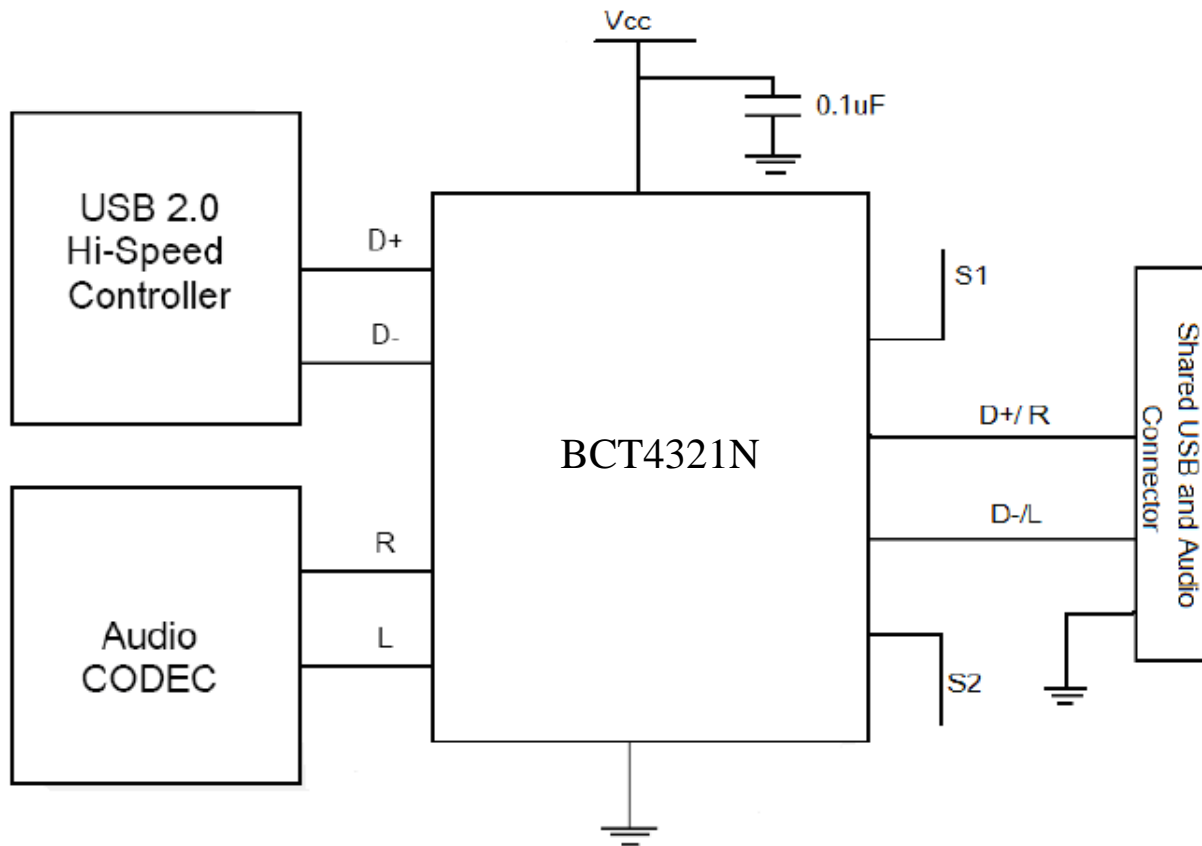 Vcc
0.1uF
USB 2.0
Hi-Speed
Controller
D+
D-
S1
BCT4321N
D+/ R
D-/L
Shared USB and Audio
Connector
R
L
Audio
CODEC
S2